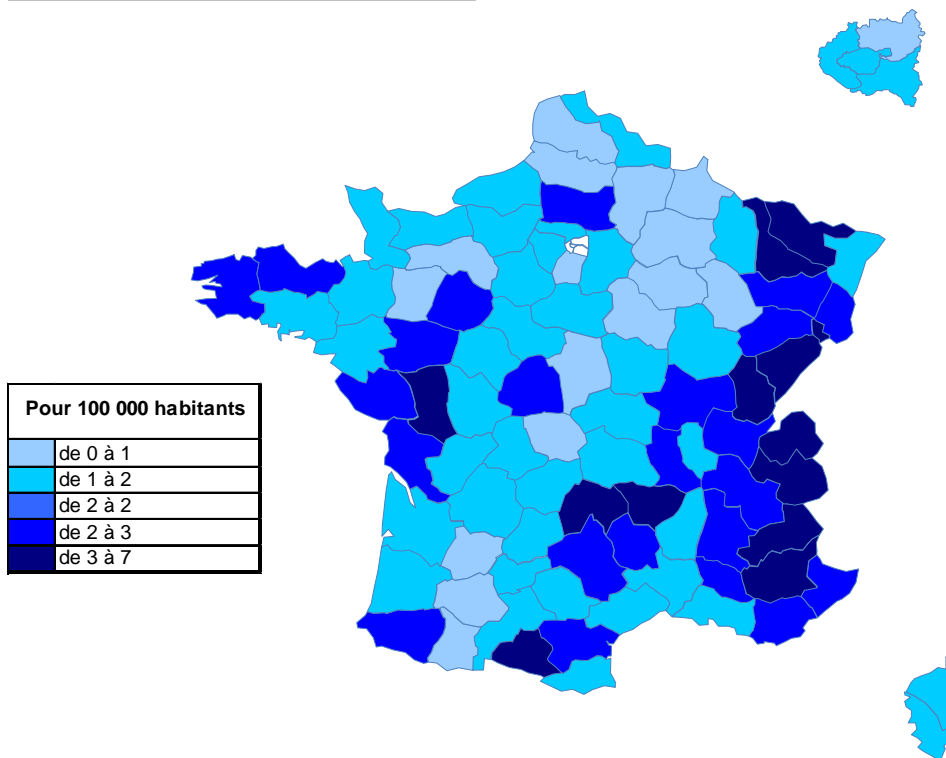 Pour 100 000 habitants
de 0 à 1
de 1 à 2
de 2 à 2
de 2 à 3
de 3 à 7